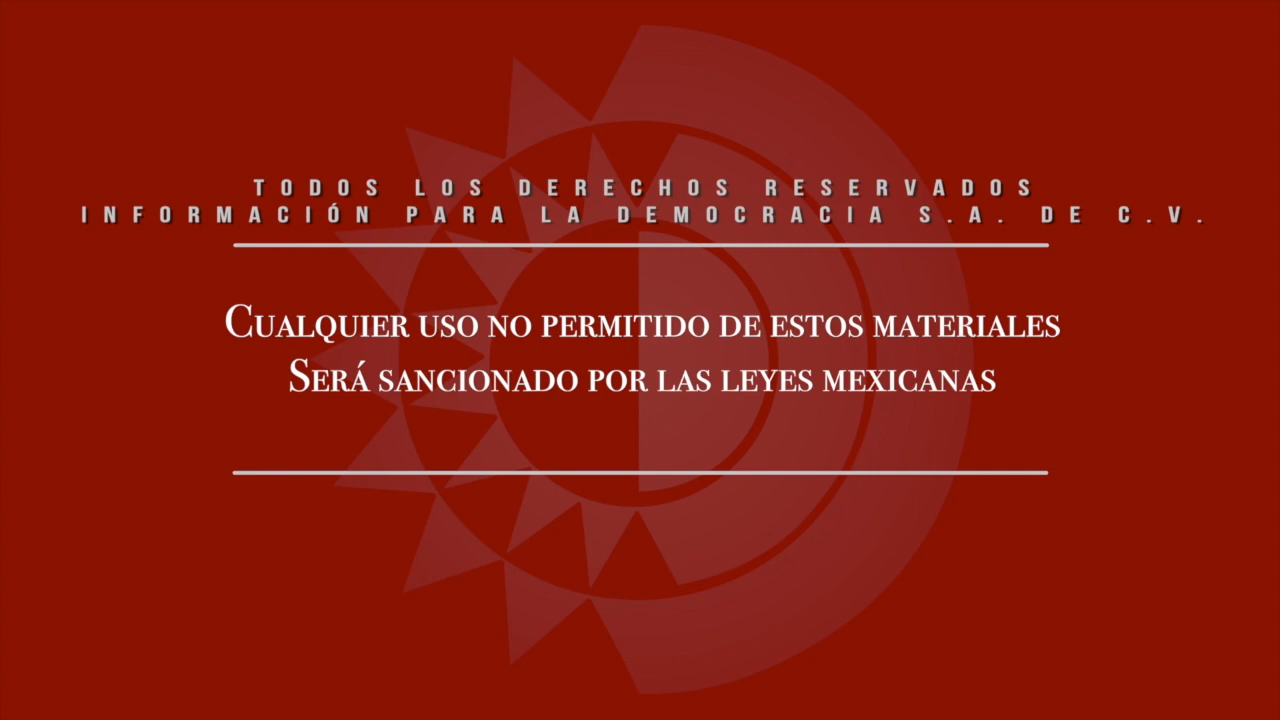 TODOS LOS DERECHOS RESERVADOS
INFORMACIÓN PARA LA DEMOCRACIA S.A. DE C.V.
Cualquier uso no permitido de estos materiales
Será sancionado por las leyes mexicanas